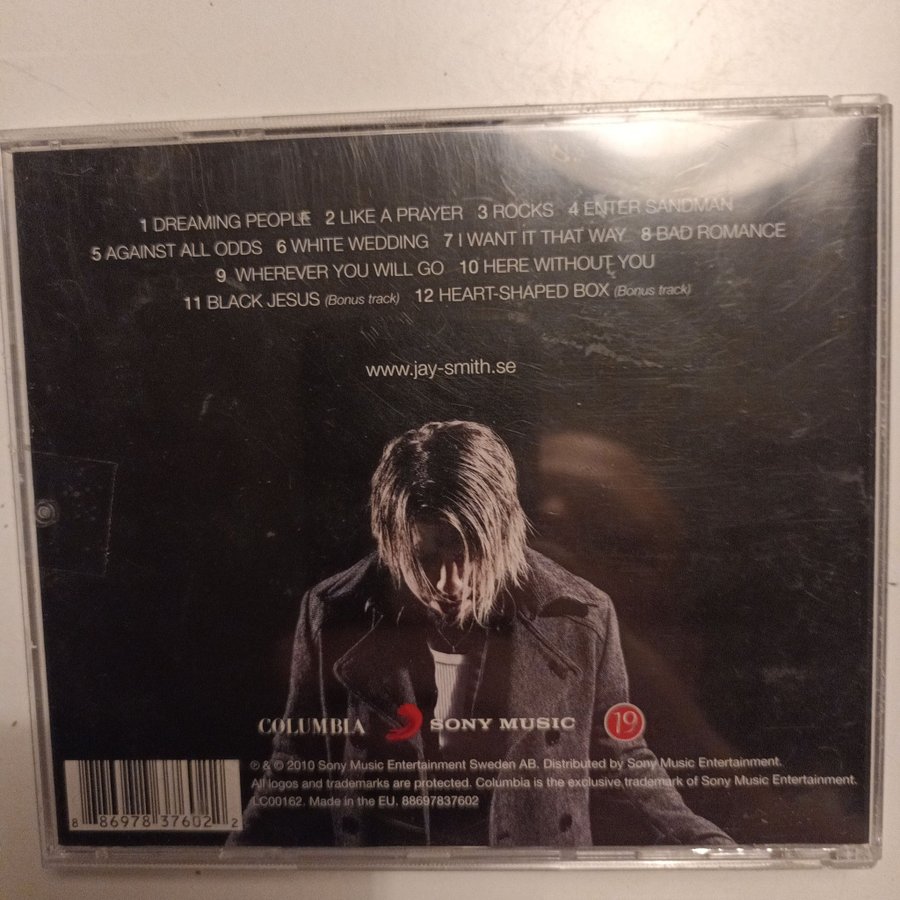 1 DREAMING PEOPLE 2 LIKE A PRAYER 3 ROCKS 4 ENTER SANDMAN
5 AGAINST ALL ODDS 6 WHITE WEDDING 7 I WANT IT THAT WAY 8 BAD ROMANCE
9 WHEREVER YOU WILL GO 10 HERE WITHOUT YOU
11 BLACK JESUS (Bonus track) 12 HEART-SHAPED BOX (Bonus track)
www.jay-smith.se
COLUMBIA SONY MUSIC 19
℗ & © 2010 Sony Music Entertainment Sweden AB. Distributed by Sony Music Entertainment.
All logos and trademarks are protected. Columbia is the exclusive trademark of Sony Music Entertainment.
LC00162. Made in the EU. 88697837602
8 86978 37602 2